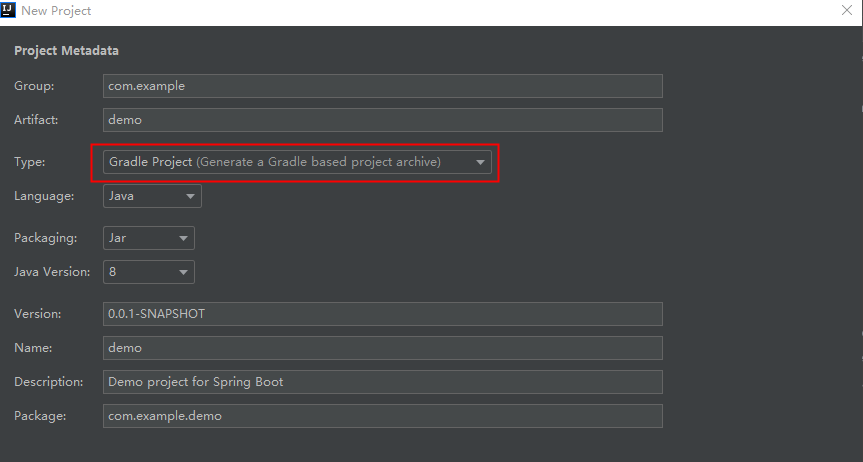 IJ New Project
Project Metadata
Group: com.example
Artifact: demo
Type: Gradle Project (Generate a Gradle based project archive)
Language: Java
Packaging: Jar
Java Version: 8
Version: 0.0.1-SNAPSHOT
Name: demo
Description: Demo project for Spring Boot
Package: com.example.demo